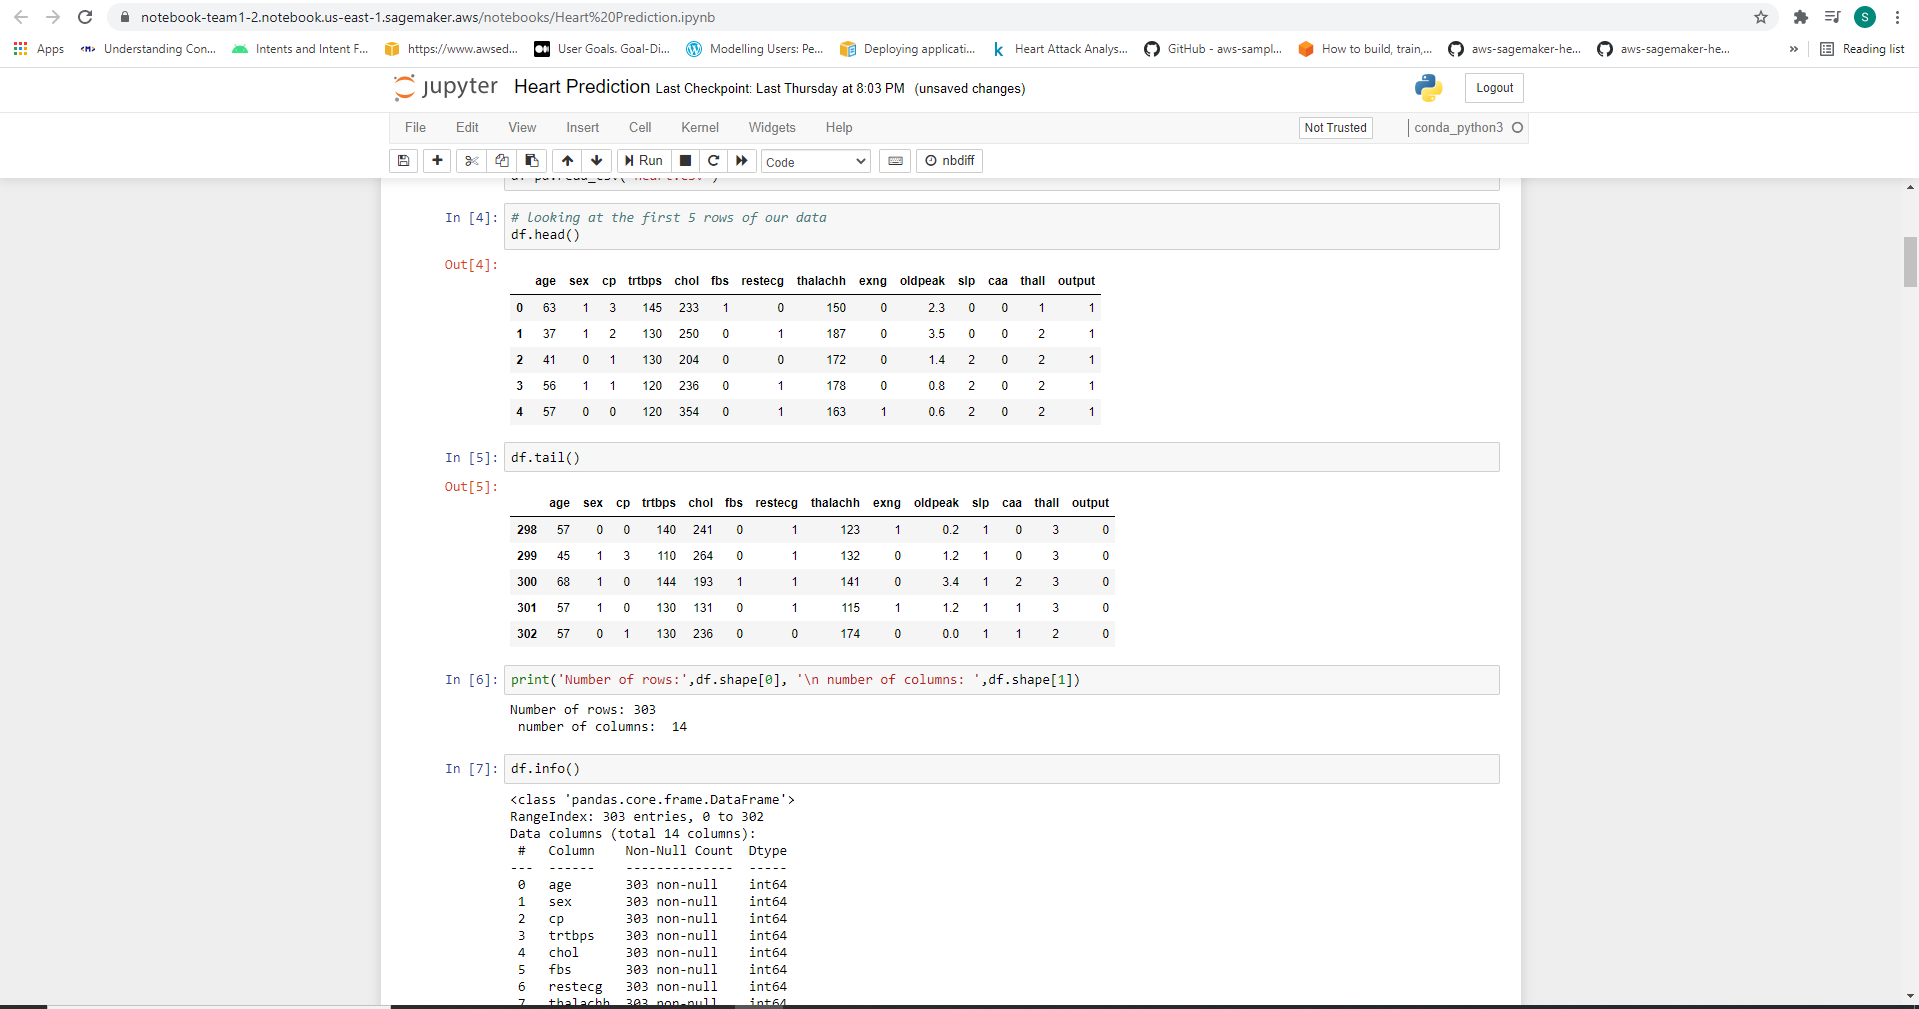 notebook-team1-2.notebook.us-east-1.sagemaker.aws/notebooks/Heart%20Prediction.ipynb
S
Apps Understanding Con... Intents and Intent F... https://www.awsed... User Goals. Goal-Di... Modelling Users: Pe... Deploying applicati... Heart Attack Analys... GitHub - aws-sampl... How to build, train,... aws-sagemaker-he... aws-sagemaker-he... » Reading list
jupyter Heart Prediction Last Checkpoint: Last Thursday at 8:03 PM (unsaved changes) Logout
File Edit View Insert Cell Kernel Widgets Help Not Trusted conda_python3
Run Code nbdiff
In [4]: # looking at the first 5 rows of our data
df.head()
Out[4]:
age sex cp trtbps chol fbs restecg thalachh exng oldpeak slp caa thall output
0 63 1 3 145 233 1 0 150 0 2.3 0 0 1 1
1 37 1 2 130 250 0 1 187 0 3.5 0 0 2 1
2 41 0 1 130 204 0 0 172 0 1.4 2 0 2 1
3 56 1 1 120 236 0 1 178 0 0.8 2 0 2 1
4 57 0 0 120 354 0 1 163 1 0.6 2 0 2 1
In [5]: df.tail()
Out[5]:
age sex cp trtbps chol fbs restecg thalachh exng oldpeak slp caa thall output
298 57 0 0 140 241 0 1 123 1 0.2 1 0 3 0
299 45 1 3 110 264 0 1 132 0 1.2 1 0 3 0
300 68 1 0 144 193 1 1 141 0 3.4 1 2 3 0
301 57 1 0 130 131 0 1 115 1 1.2 1 1 3 0
302 57 0 1 130 236 0 0 174 0 0.0 1 1 2 0
In [6]: print('Number of rows:',df.shape[0], '\n number of columns: ',df.shape[1])
Number of rows: 303
number of columns:  14
In [7]: df.info()
<class 'pandas.core.frame.DataFrame'>
RangeIndex: 303 entries, 0 to 302
Data columns (total 14 columns):
# Column Non-Null Count Dtype
--- ------ -------------- -----
0 age 303 non-null int64
1 sex 303 non-null int64
2 cp 303 non-null int64
3 trtbps 303 non-null int64
4 chol 303 non-null int64
5 fbs 303 non-null int64
6 restecg 303 non-null int64
7 thalachh 303 non-null int64